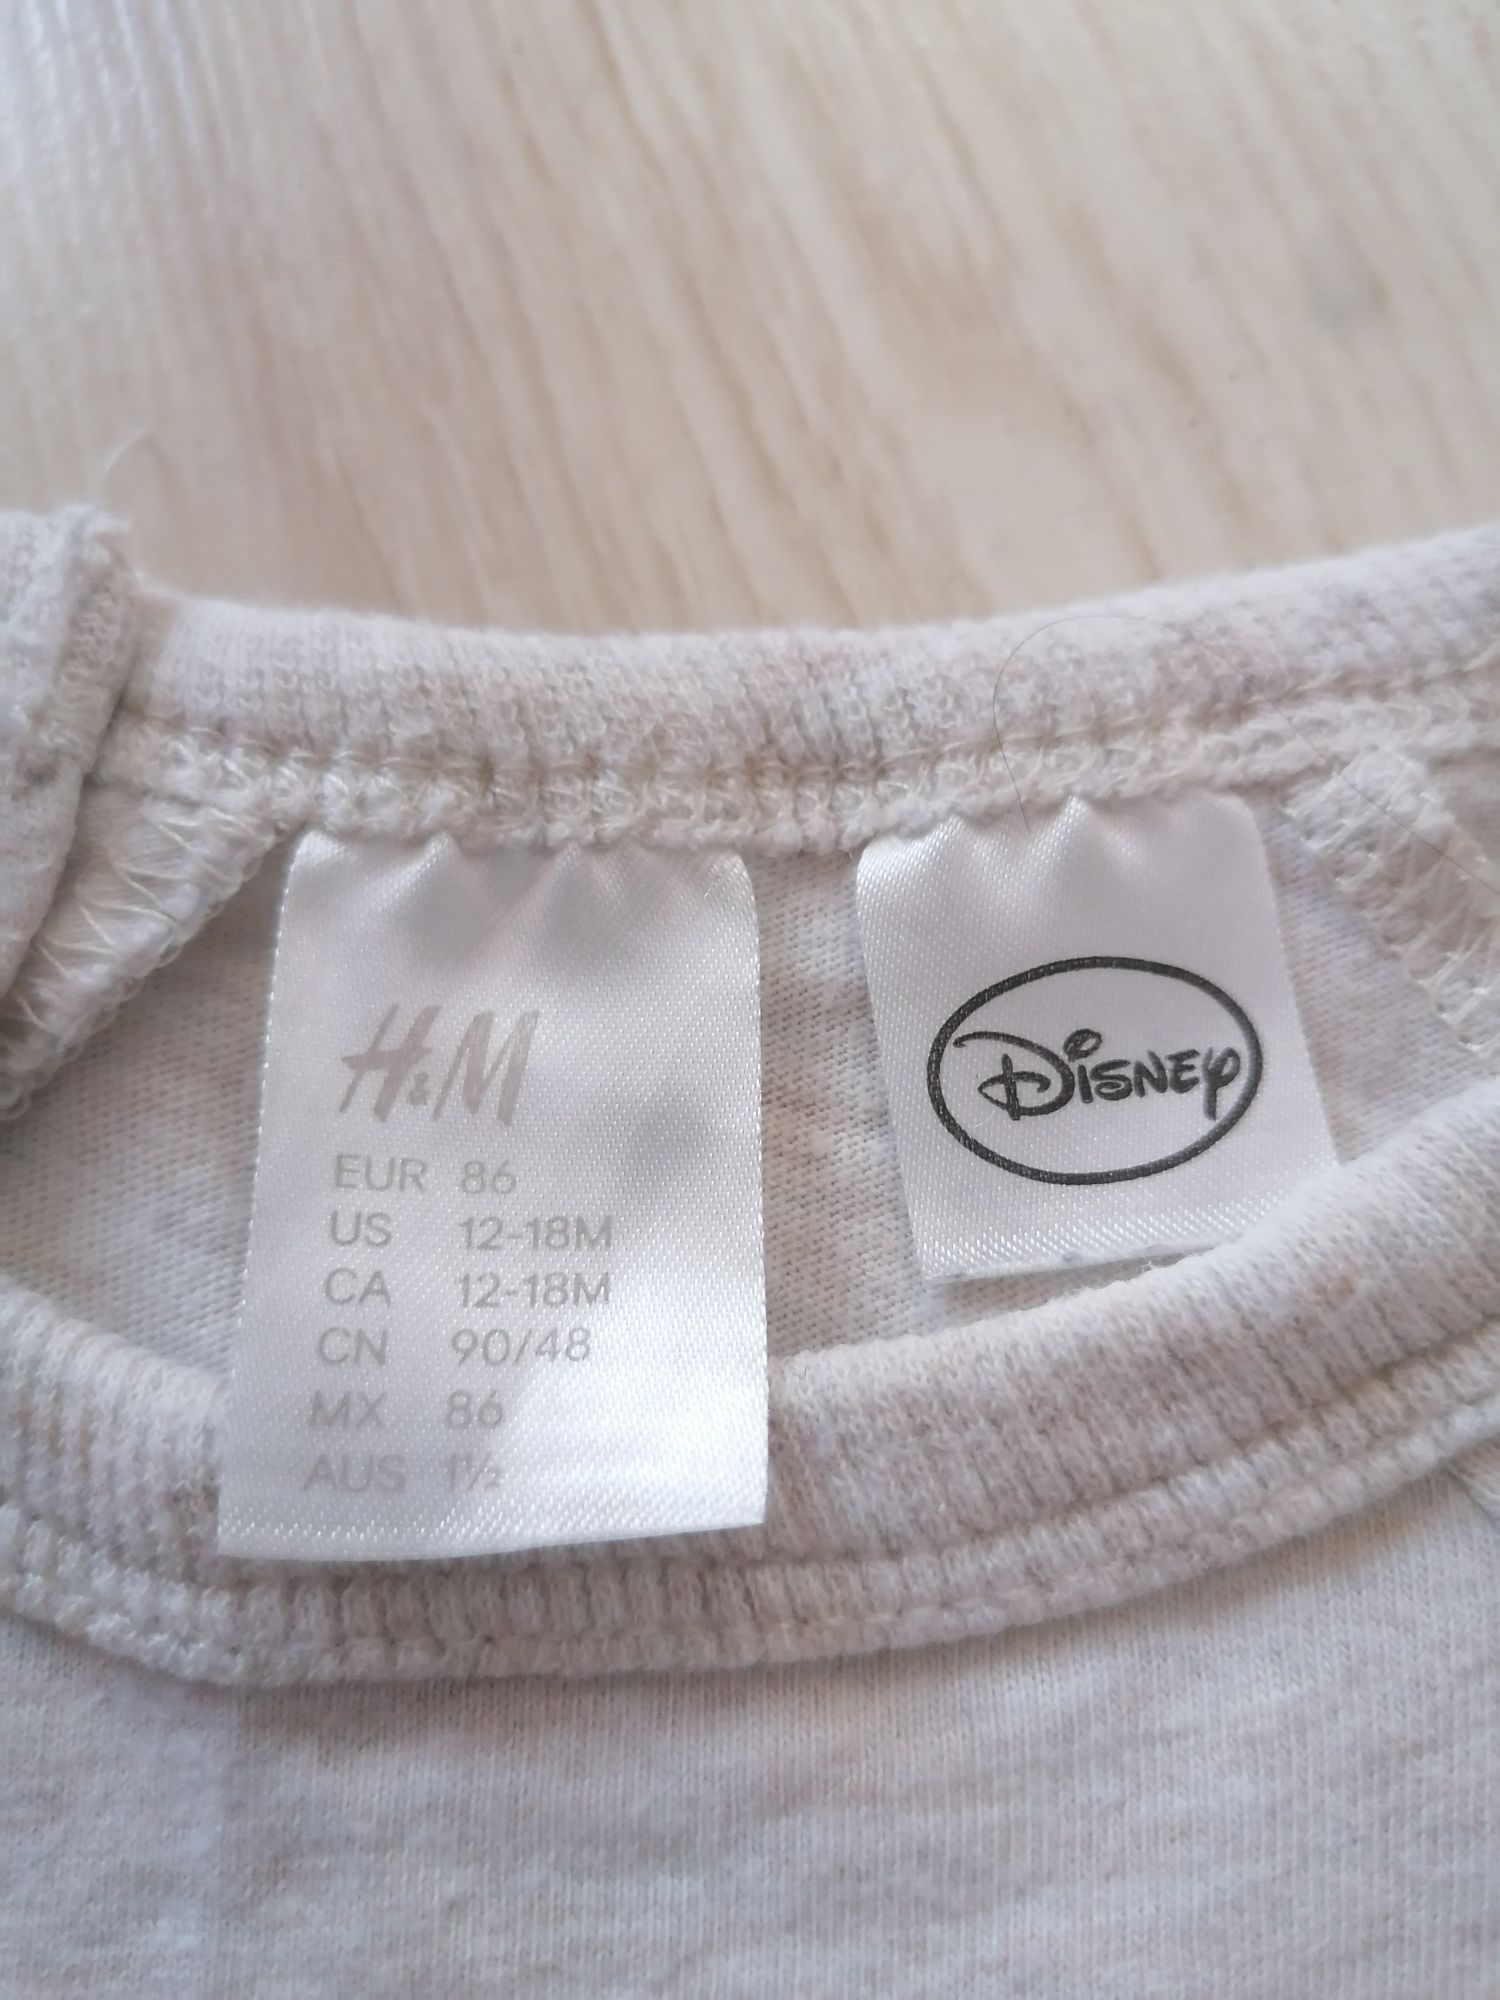 H&M
EUR 86
US 12-18M
CA 12-18M
CN 90/48
MX 86
AUS 1½
Disney